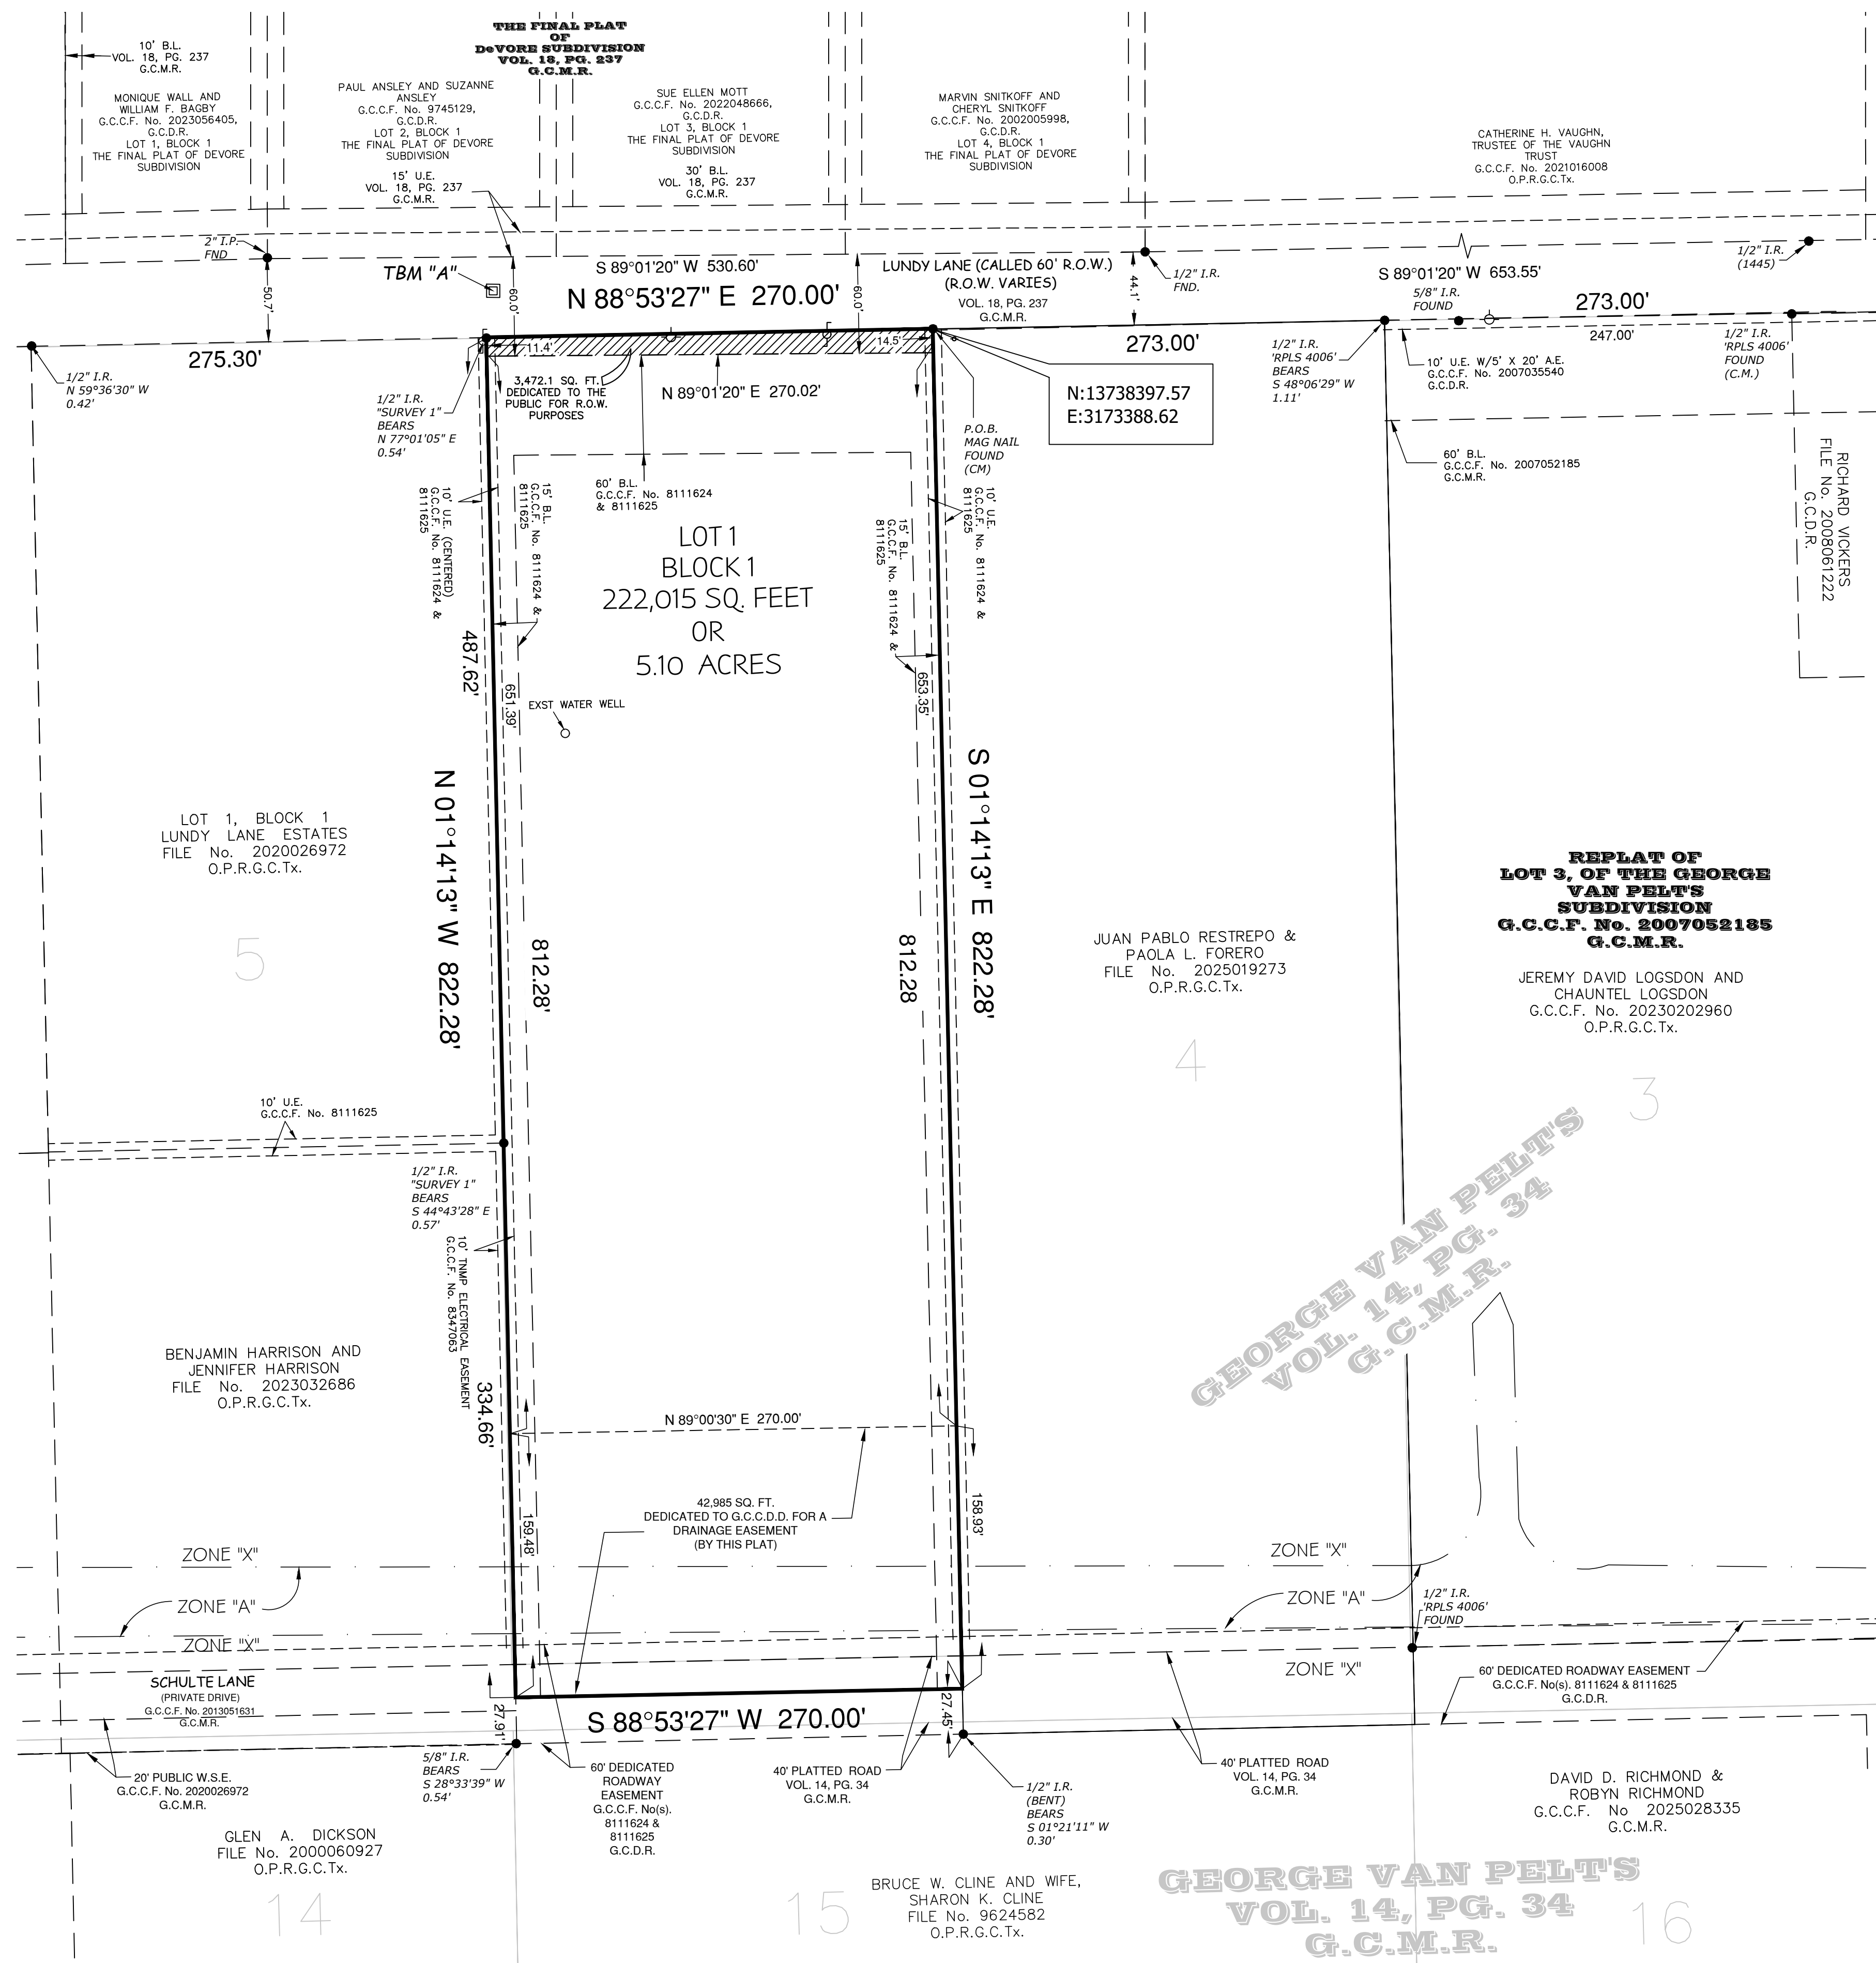 THE FINAL PLAT
OF
DeVORE SUBDIVISION
VOL. 18, PG. 237
G.C.M.R.
10' B.L.
VOL. 18, PG. 237
G.C.M.R.
MONIQUE WALL AND
WILLIAM F. BAGBY
G.C.C.F. No. 2023056405,
G.C.D.R.
LOT 1, BLOCK 1
THE FINAL PLAT OF DEVORE
SUBDIVISION
PAUL ANSLEY AND SUZANNE
ANSLEY
G.C.C.F. No. 9745129,
G.C.D.R.
LOT 2, BLOCK 1
THE FINAL PLAT OF DEVORE
SUBDIVISION
15' U.E.
VOL. 18, PG. 237
G.C.M.R.
SUE ELLEN MOTT
G.C.C.F. No. 2022048666,
G.C.D.R.
LOT 3, BLOCK 1
THE FINAL PLAT OF DEVORE
SUBDIVISION
30' B.L.
VOL. 18, PG. 237
G.C.M.R.
MARVIN SNITKOFF AND
CHERYL SNITKOFF
G.C.C.F. No. 2002005998,
G.C.D.R.
LOT 4, BLOCK 1
THE FINAL PLAT OF DEVORE
SUBDIVISION
CATHERINE H. VAUGHN,
TRUSTEE OF THE VAUGHN
TRUST
G.C.C.F. No. 2021016008
O.P.R.G.C.Tx.
2" I.P.
FND
50.7'
TBM "A"
60.0'
S 89°01'20" W 530.60'
N 88°53'27" E 270.00'
60.0'
LUNDY LANE (CALLED 60' R.O.W.)
(R.O.W. VARIES)
VOL. 18, PG. 237
G.C.M.R.
44.1'
1/2" I.R.
FND.
S 89°01'20" W 653.55'
5/8" I.R.
FOUND
1/2" I.R.
(1445)
273.00'
247.00'
275.30'
1/2" I.R.
N 59°36'30" W
0.42'
1/2" I.R.
"SURVEY 1"
BEARS
N 77°01'05" E
0.54'
11.4'
14.5'
3,472.1 SQ. FT.
DEDICATED TO THE
PUBLIC FOR R.O.W.
PURPOSES
N 89°01'20" E 270.02'
273.00'
N:13738397.57
E:3173388.62
P.O.B.
MAG NAIL
FOUND
(CM)
1/2" I.R.
'RPLS 4006'
BEARS
S 48°06'29" W
1.11'
10' U.E. W/5' X 20' A.E.
G.C.C.F. No. 2007035540
G.C.D.R.
1/2" I.R.
'RPLS 4006'
FOUND
(C.M.)
60' B.L.
G.C.C.F. No. 2007052185
G.C.M.R.
RICHARD VICKERS
FILE No. 2008061222
G.C.D.R.
60' B.L.
G.C.C.F. No. 8111624
& 8111625
10' U.E. (CENTERED)
G.C.C.F. No. 8111624 &
8111625
15' B.L.
G.C.C.F. No. 8111624 &
8111625
15' B.L.
G.C.C.F. No. 8111624 &
8111625
10' U.E.
G.C.C.F. No. 8111624 &
8111625
LOT 1
BLOCK 1
222,015 SQ. FEET
OR
5.10 ACRES
487.62'
651.39'
653.35'
EXST WATER WELL
N 01°14'13" W 822.28'
812.28'
812.28
S 01°14'13" E 822.28'
LOT 1, BLOCK 1
LUNDY LANE ESTATES
FILE No. 2020026972
O.P.R.G.C.Tx.
5
JUAN PABLO RESTREPO &
PAOLA L. FORERO
FILE No. 2025019273
O.P.R.G.C.Tx.
4
REPLAT OF
LOT 3, OF THE GEORGE
VAN PELT'S
SUBDIVISION
G.C.C.F. No. 2007052185
G.C.M.R.
JEREMY DAVID LOGSDON AND
CHAUNTEL LOGSDON
G.C.C.F. No. 20230202960
O.P.R.G.C.Tx.
3
10' U.E.
G.C.C.F. No. 8111625
1/2" I.R.
"SURVEY 1"
BEARS
S 44°43'28" E
0.57'
10' TNMP ELECTRICAL EASEMENT
G.C.C.F. No. 8347063
334.66'
GEORGE VAN PELT'S
VOL. 14, PG. 34
G.C.M.R.
BENJAMIN HARRISON AND
JENNIFER HARRISON
FILE No. 2023032686
O.P.R.G.C.Tx.
N 89°00'30" E 270.00'
42,985 SQ. FT.
DEDICATED TO G.C.C.D.D. FOR A
DRAINAGE EASEMENT
(BY THIS PLAT)
159.48'
158.93'
ZONE "X"
ZONE "A"
ZONE "X"
ZONE "X"
ZONE "A"
ZONE "X"
1/2" I.R.
'RPLS 4006'
FOUND
SCHULTE LANE
(PRIVATE DRIVE)
G.C.C.F. No. 2013051631
G.C.M.R.
60' DEDICATED ROADWAY EASEMENT
G.C.C.F. No(s). 8111624 & 8111625
G.C.D.R.
27.91'
S 88°53'27" W 270.00'
27.45'
20' PUBLIC W.S.E.
G.C.C.F. No. 2020026972
G.C.M.R.
5/8" I.R.
BEARS
S 28°33'39" W
0.54'
60' DEDICATED
ROADWAY
EASEMENT
G.C.C.F. No(s).
8111624 &
8111625
G.C.D.R.
40' PLATTED ROAD
VOL. 14, PG. 34
G.C.M.R.
1/2" I.R.
(BENT)
BEARS
S 01°21'11" W
0.30'
40' PLATTED ROAD
VOL. 14, PG. 34
G.C.M.R.
DAVID D. RICHMOND &
ROBYN RICHMOND
G.C.C.F. No 2025028335
G.C.M.R.
GLEN A. DICKSON
FILE No. 2000060927
O.P.R.G.C.Tx.
14
15
BRUCE W. CLINE AND WIFE,
SHARON K. CLINE
FILE No. 9624582
O.P.R.G.C.Tx.
GEORGE VAN PELT'S
VOL. 14, PG. 34
G.C.M.R.
16